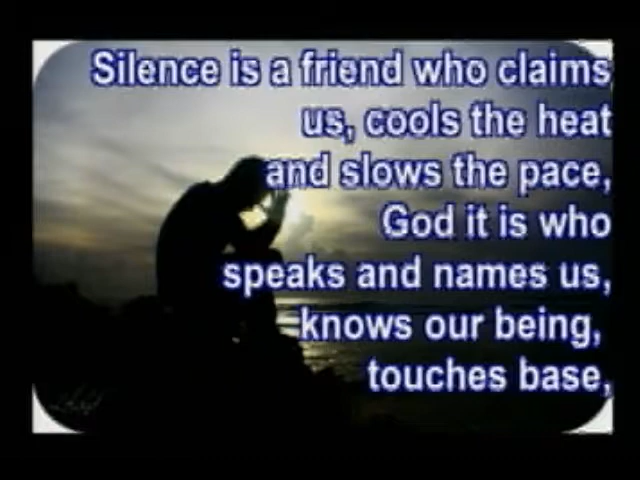 Silence is a friend who claims
us, cools the heat
and slows the pace,
God it is who
speaks and names us,
knows our being,
touches base,